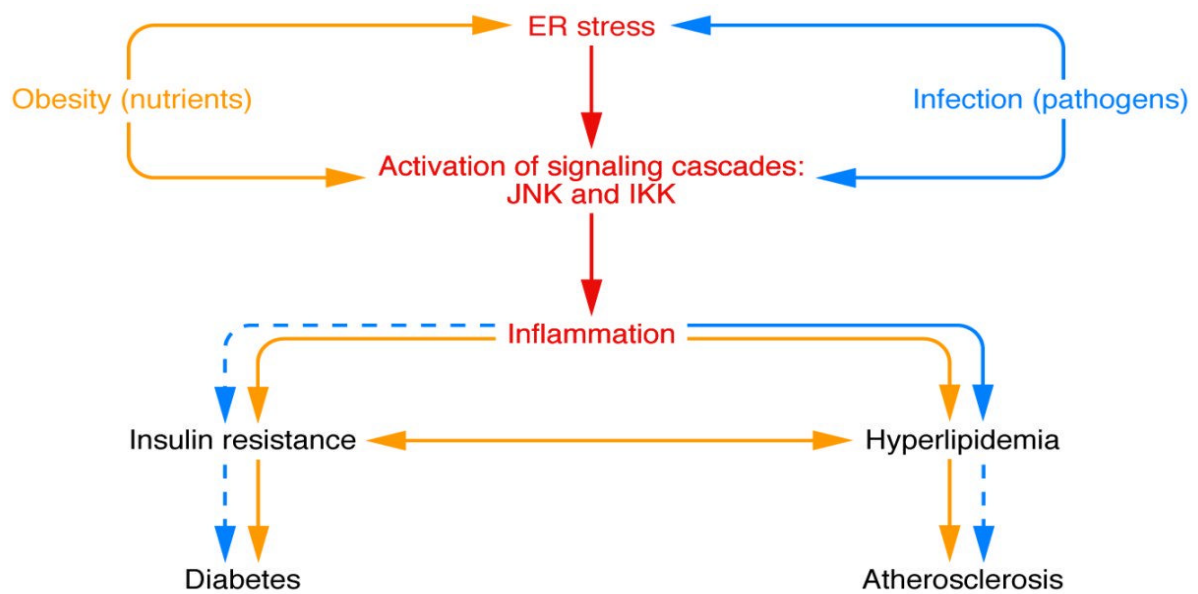 ER stress
Obesity (nutrients)
Infection (pathogens)
Activation of signaling cascades:
JNK and IKK
Inflammation
Insulin resistance
Hyperlipidemia
Diabetes
Atherosclerosis